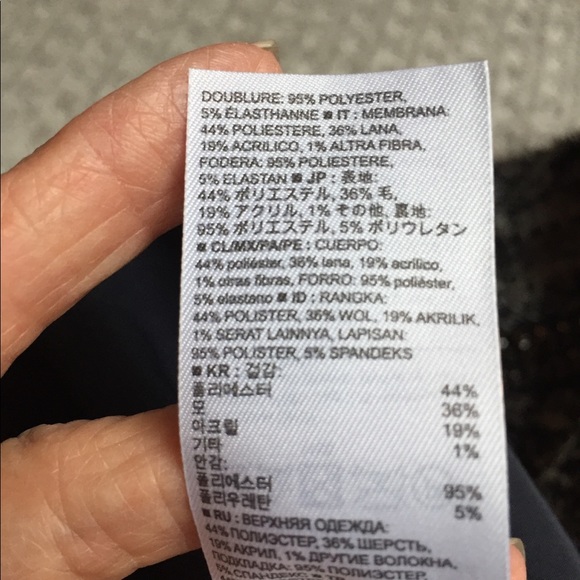 DOUBLURE: 95% POLYESTER,
5% ÉLASTHANNE ■ IT : MEMBRANA:
44% POLIESTERE, 36% LANA,
19% ACRILICO, 1% ALTRA FIBRA,
FODERA: 95% POLIESTERE,
5% ELASTAN ■ JP : 表地:
44% ポリエステル, 36% 毛,
19% アクリル, 1% その他, 裏地:
95% ポリエステル, 5% ポリウレタン
■ CL/MX/PA/PE : CUERPO:
44% poliéster, 36% lana, 19% acrílico,
1% otras fibras, FORRO: 95% poliéster,
5% elastano ■ ID : RANGKA:
44% POLISTER, 36% WOL, 19% AKRILIK,
1% SERAT LAINNYA, LAPISAN:
95% POLISTER, 5% SPANDEKS
■ KR : 겉감:
폴리에스터 44%
모 36%
아크릴 19%
기타 1%
안감:
폴리에스터 95%
폴리우레탄 5%
■ RU : ВЕРХНЯЯ ОДЕЖДА:
44% ПОЛИЭСТЕР, 36% ШЕРСТЬ,
19% АКРИЛ, 1% ДРУГИЕ ВОЛОКНА,
ПОДКЛАДКА: 95% ПОЛИЭСТЕР,
5% СПАНДЕКС ■